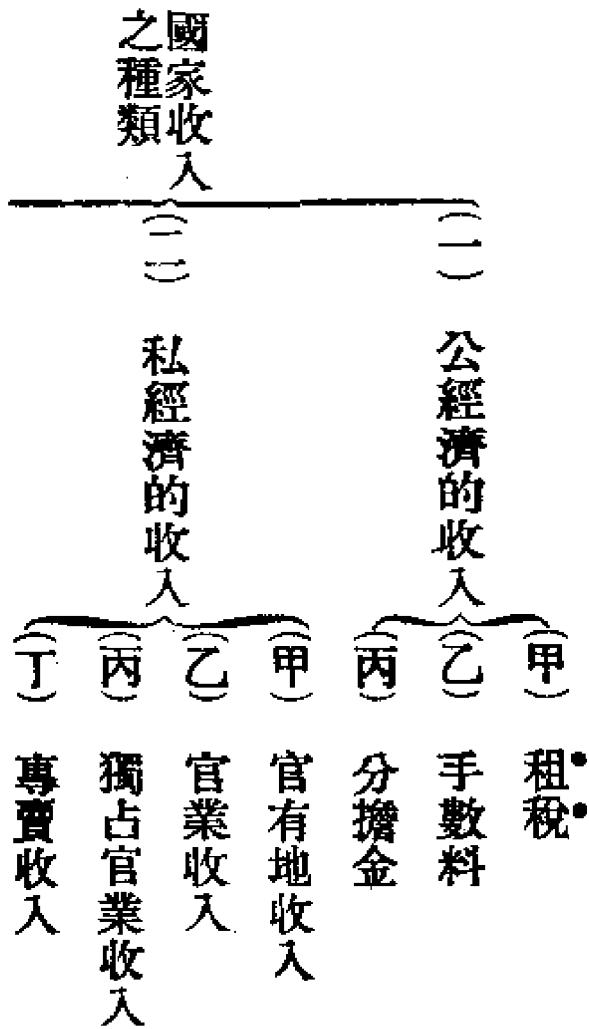 國家收入
之種類
(一) 公經濟的收入
(甲) 租稅
(乙) 手數料
(丙) 分擔金
(二) 私經濟的收入
(甲) 官有地收入
(乙) 官業收入
(丙) 獨占官業收入
(丁) 專賣收入